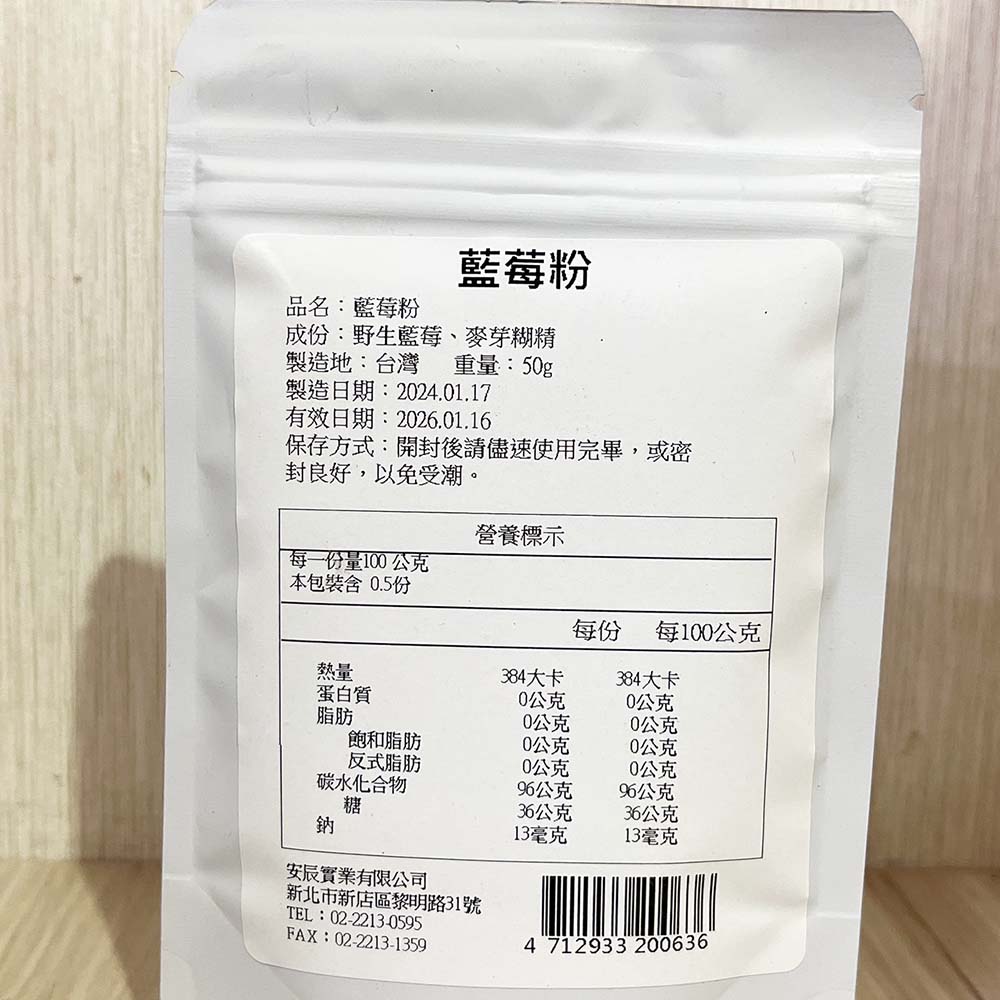 藍莓粉
品名：藍莓粉
成份：野生藍莓、麥芽糊精
製造地：台灣 重量：50g
製造日期：2024.01.17
有效日期：2026.01.16
保存方式：開封後請儘速使用完畢，或密
封良好，以免受潮。
營養標示
每一份量100 公克
本包裝含 0.5份
每份 每100公克
熱量 384大卡 384大卡
蛋白質 0公克 0公克
脂肪 0公克 0公克
飽和脂肪 0公克 0公克
反式脂肪 0公克 0公克
碳水化合物 96公克 96公克
糖 36公克 36公克
鈉 13毫克 13毫克
安辰實業有限公司
新北市新店區黎明路31號
TEL：02-2213-0595
FAX：02-2213-1359
4 712933 200636